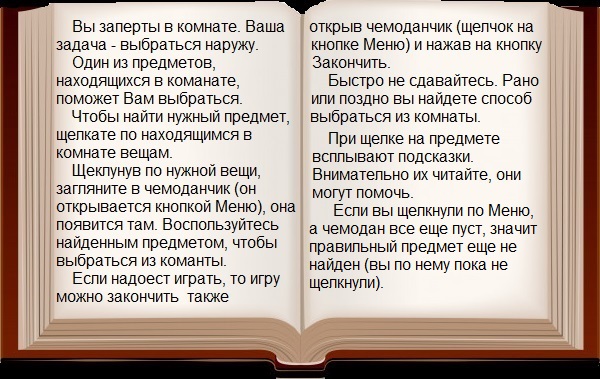 Вы заперты в комнате. Ваша
задача - выбраться наружу.
Один из предметов,
находящихся в команате,
поможет Вам выбраться.
Чтобы найти нужный предмет,
щелкате по находящимся в
комнате вещам.
Щеклунув по нужной вещи,
загляните в чемоданчик (он
открывается кнопкой Меню), она
появится там. Воспользуйтесь
найденным предметом, чтобы
выбраться из команты.
Если надоест играть, то игру
можно закончить также
открыв чемоданчик (щелчок на
кнопке Меню) и нажав на кнопку
Закончить.
Быстро не сдавайтесь. Рано
или поздно вы найдете способ
выбраться из комнаты.
При щелке на предмете
всплывают подсказки.
Внимательно их читайте, они
могут помочь.
Если вы щелкнули по Меню,
а чемодан все еще пуст, значит
правильный предмет еще не
найден (вы по нему пока не
щелкнули).